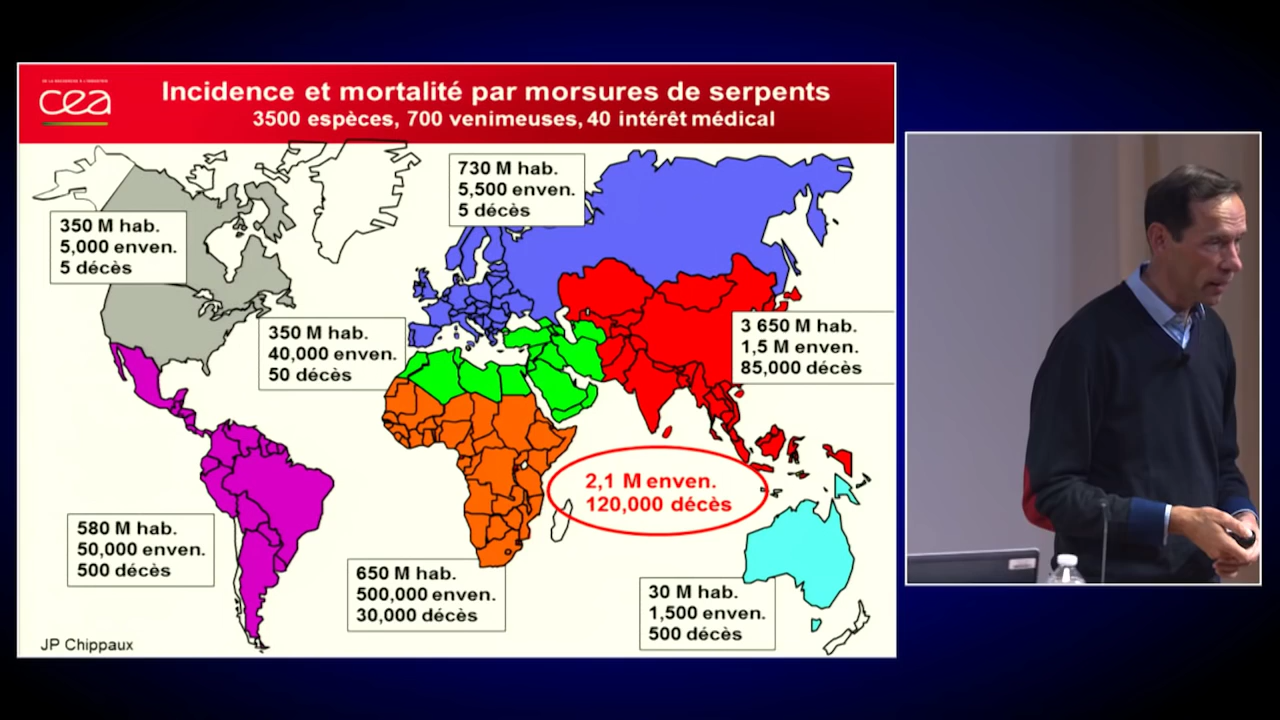 cea
Incidence et mortalité par morsures de serpents
3500 espèces, 700 venimeuses, 40 intérêt médical
730 M hab.
5,500 enven.
5 décès
350 M hab.
5,000 enven.
5 décès
350 M hab.
40,000 enven.
50 décès
3 650 M hab.
1,5 M enven.
85,000 décès
2,1 M enven.
120,000 décès
580 M hab.
50,000 enven.
500 décès
650 M hab.
500,000 enven.
30,000 décès
30 M hab.
1,500 enven.
500 décès
JP Chippaux